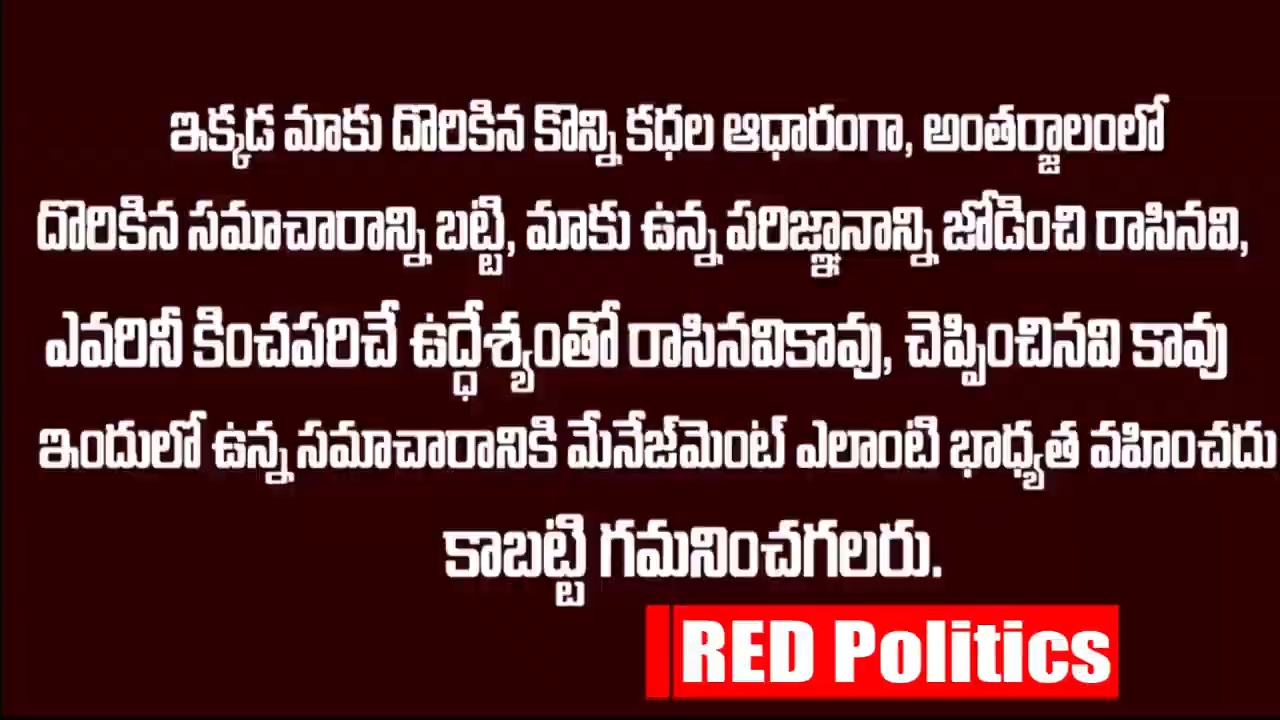 ఇక్కడ మాకు దొరికిన కొన్ని కధల ఆధారంగా, అంతర్జాలంలో
దొరికిన సమాచారాన్ని బట్టి, మాకు ఉన్న పరిజ్ఞానాన్ని జోడించి రాసినవి,
ఎవరినీ కించపరిచే ఉద్ధేశ్యంతో రాసినవికావు, చెప్పించినవి కావు
ఇందులో ఉన్న సమాచారానికి మేనేజ్‌మెంట్ ఎలాంటి భాధ్యత వహించదు
కాబట్టి గమనించగలరు.
RED Politics